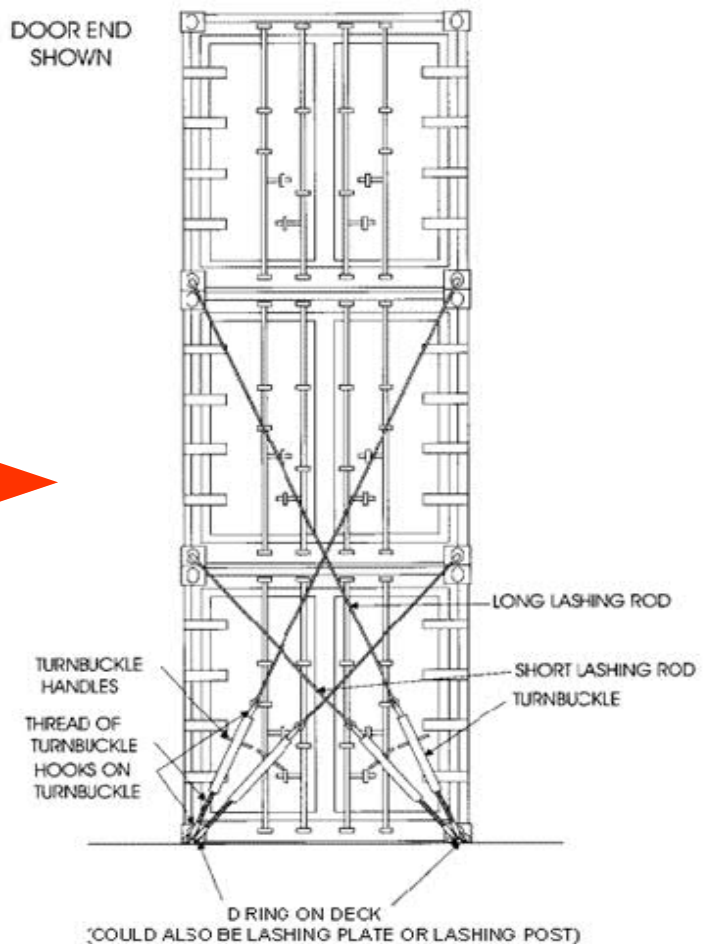 DOOR END
SHOWN
LONG LASHING ROD
SHORT LASHING ROD
TURNBUCKLE
TURNBUCKLE
HANDLES
THREAD OF
TURNBUCKLE
HOOKS ON
TURNBUCKLE
D RING ON DECK
(COULD ALSO BE LASHING PLATE OR LASHING POST)